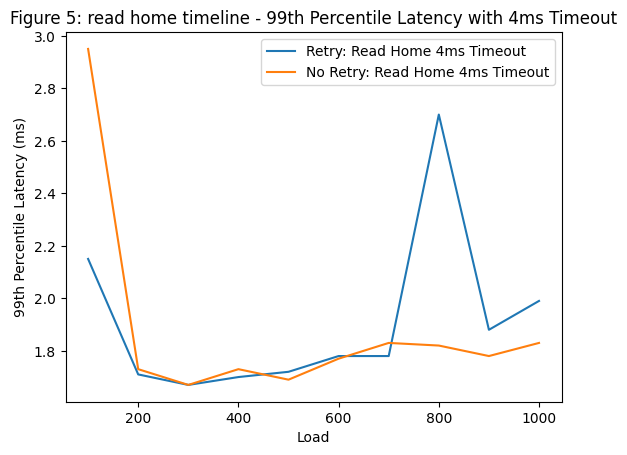 Figure 5: read home timeline - 99th Percentile Latency with 4ms Timeout
Retry: Read Home 4ms Timeout
No Retry: Read Home 4ms Timeout
99th Percentile Latency (ms)
3.0
2.8
2.6
2.4
2.2
2.0
1.8
200
400
600
800
1000
Load